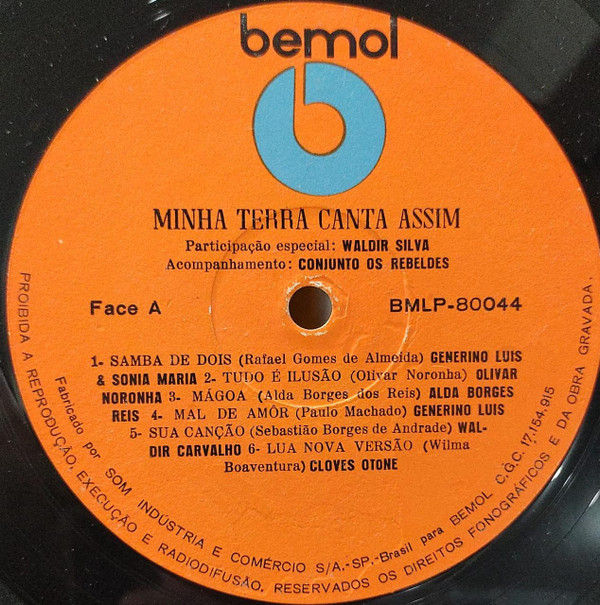 bemol
b
MINHA TERRA CANTA ASSIM
Participação especial: WALDIR SILVA
Acompanhamento: CONJUNTO OS REBELDES
Face A
BMLP-80044
1- SAMBA DE DOIS (Rafael Gomes de Almeida) GENERINO LUIS
& SONIA MARIA 2- TUDO É ILUSÃO (Olivar Noronha) OLIVAR
NORONHA 3- MÁGOA (Alda Borges dos Reis) ALDA BORGES
REIS 4- MAL DE AMÔR (Paulo Machado) GENERINO LUIS
5- SUA CANÇÃO (Sebastião Borges de Andrade) WAL-
DIR CARVALHO 6- LUA NOVA VERSÃO (Wilma
Boaventura) CLOVES OTONE
Fabricado por SOM INDÚSTRIA E COMÉRCIO S/A.-SP.-Brasil para BEMOL C.G.C. 17.154.915
PROIBIDA A REPRODUÇÃO, EXECUÇÃO E RADIODIFUSÃO, RESERVADOS OS DIREITOS FONOGRÁFICOS E DA OBRA GRAVADA.